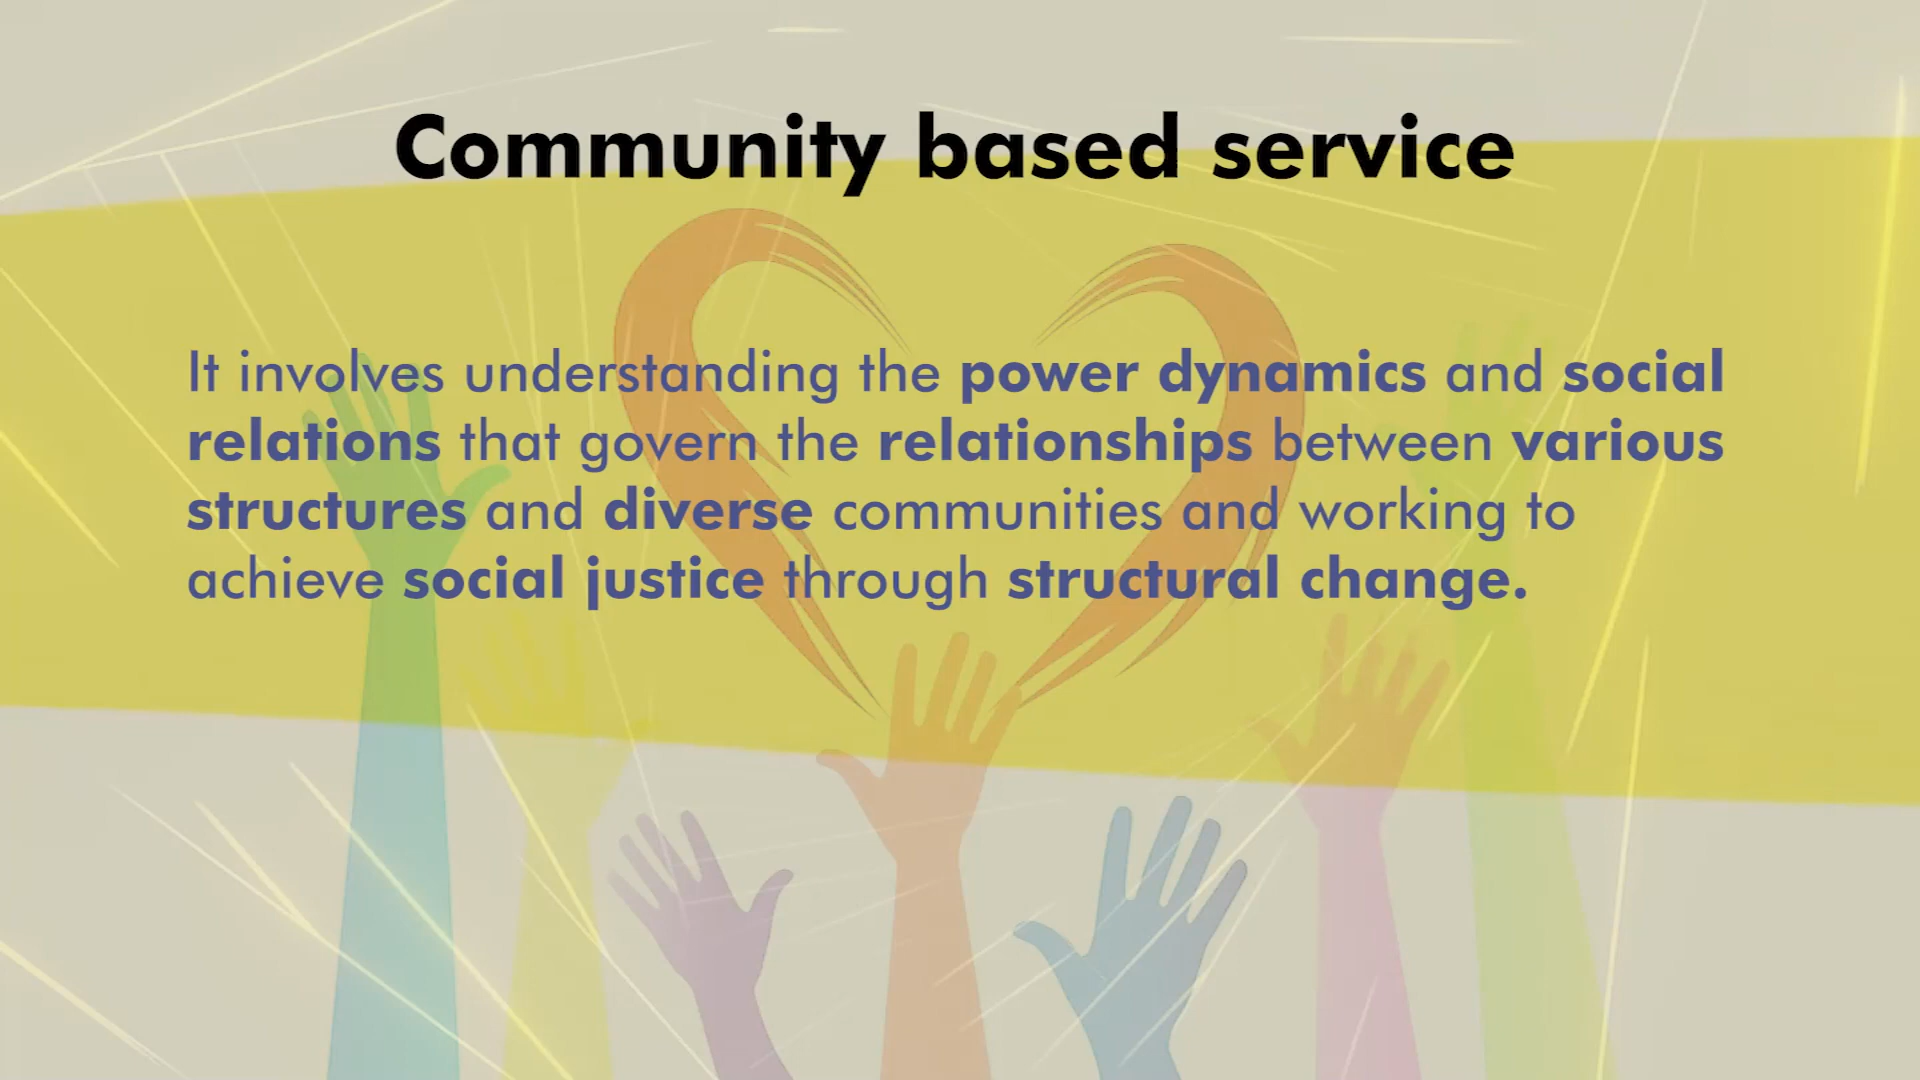 Community based service
It involves understanding the power dynamics and social
relations that govern the relationships between various
structures and diverse communities and working to
achieve social justice through structural change.